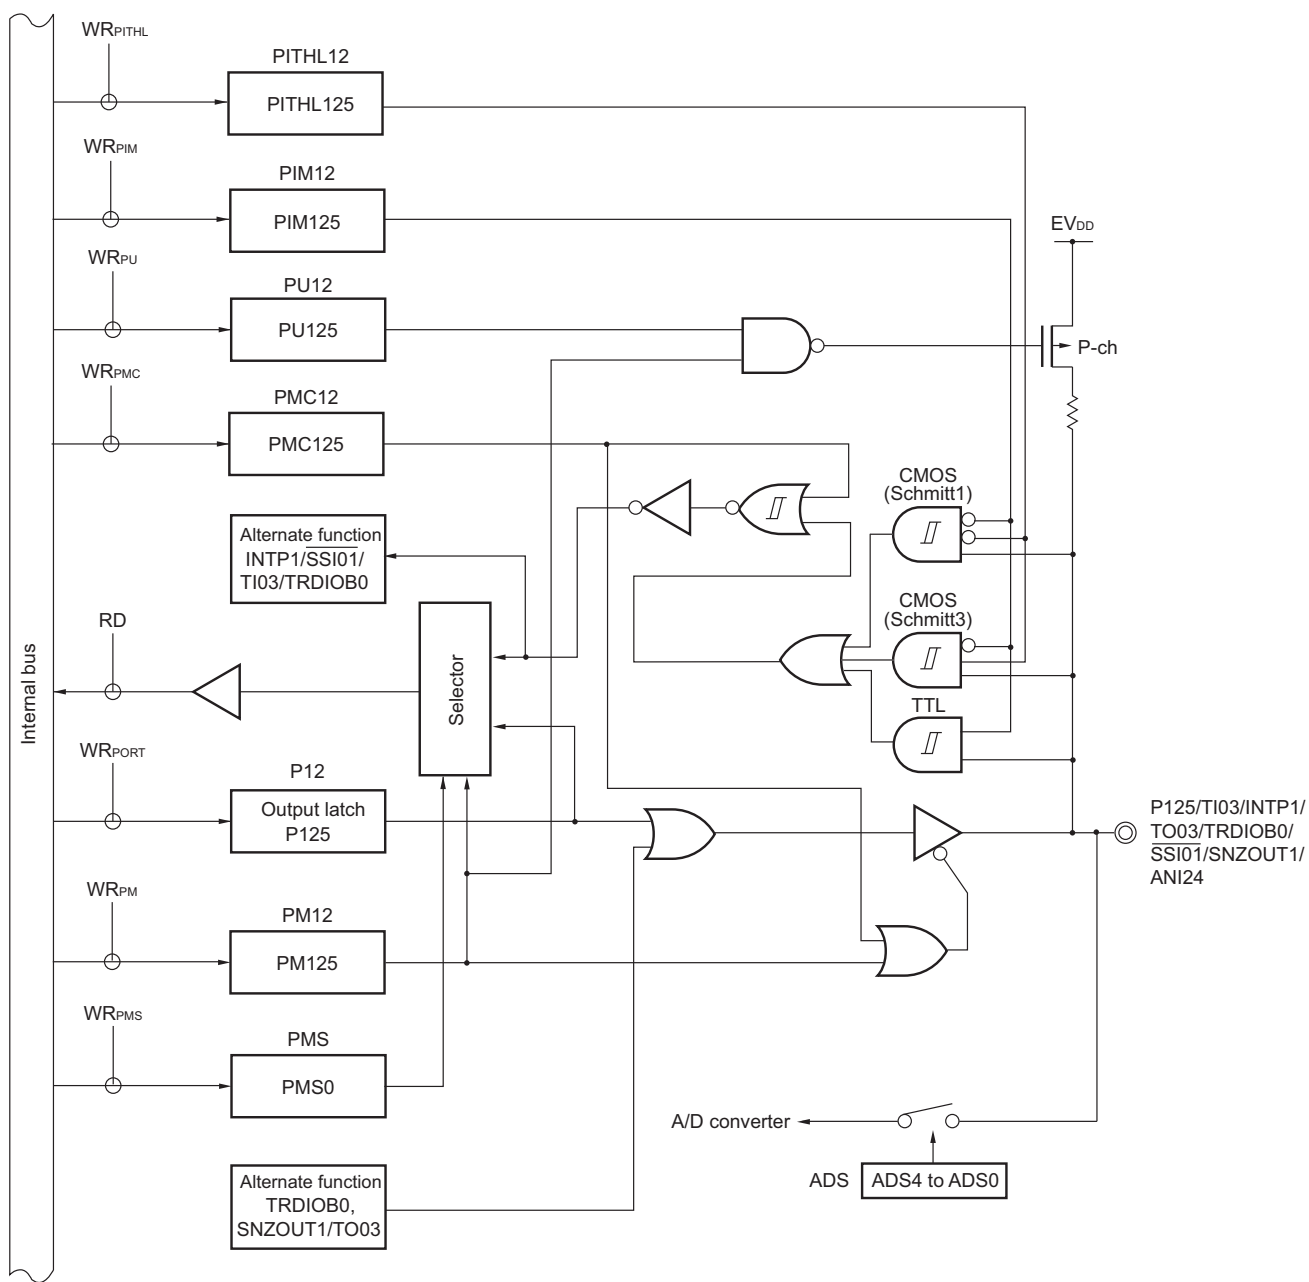 WRPITHL
PITHL12
PITHL125
WRPIM
PIM12
PIM125
EVDD
WRPU
PU12
PU125
P-ch
WRPMC
PMC12
PMC125
CMOS
(Schmitt1)
Alternate function
INTP1/SSI01/
TI03/TRDIOB0
CMOS
(Schmitt3)
RD
Internal bus
Selector
TTL
WRPORT
P12
Output latch
P125
P125/TI03/INTP1/
TO03/TRDIOB0/
SSI01/SNZOUT1/
ANI24
WRPM
PM12
PM125
WRPMS
PMS
PMS0
A/D converter
ADS
ADS4 to ADS0
Alternate function
TRDIOB0,
SNZOUT1/TO03